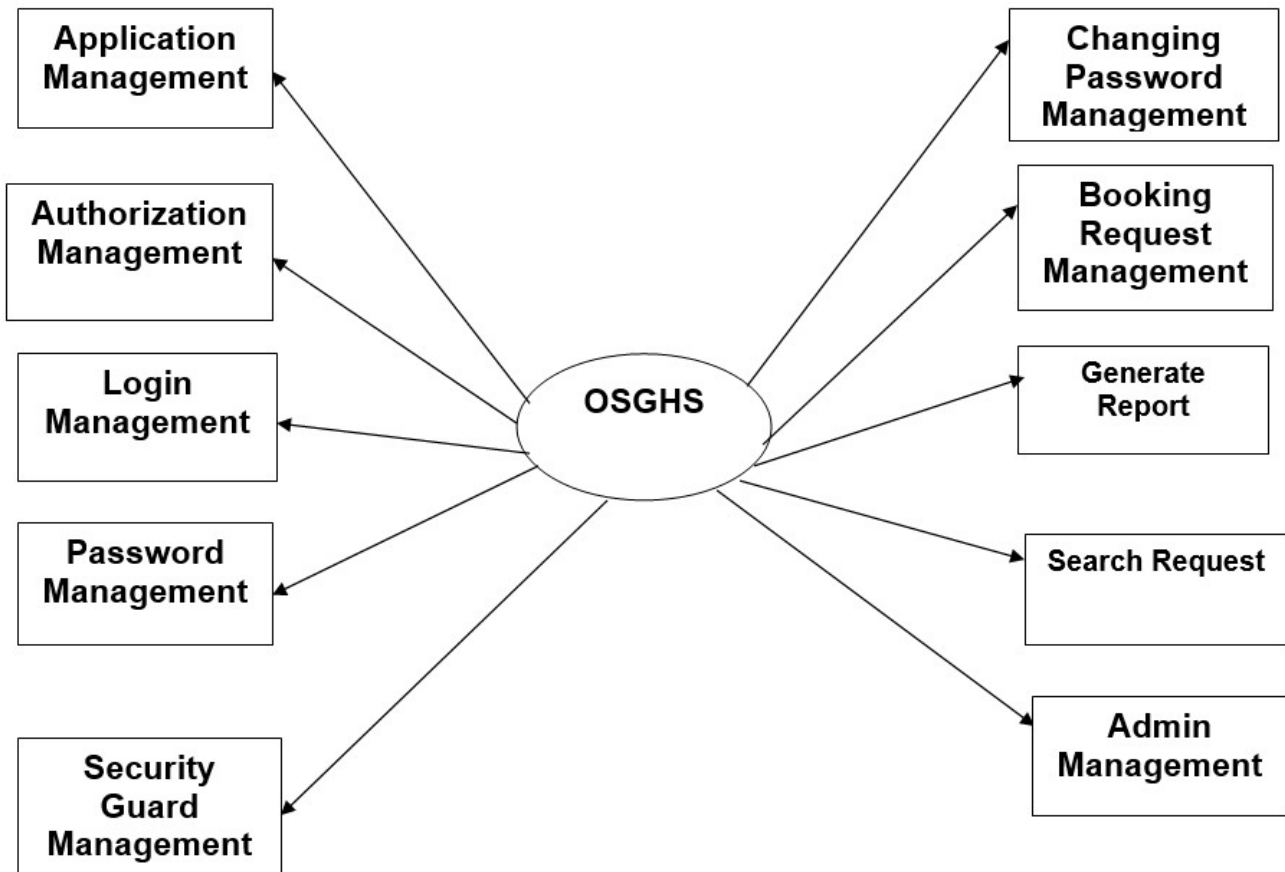 Application
Management
Authorization
Management
Login
Management
Password
Management
Security
Guard
Management
OSGHS
Changing
Password
Management
Booking
Request
Management
Generate
Report
Search Request
Admin
Management